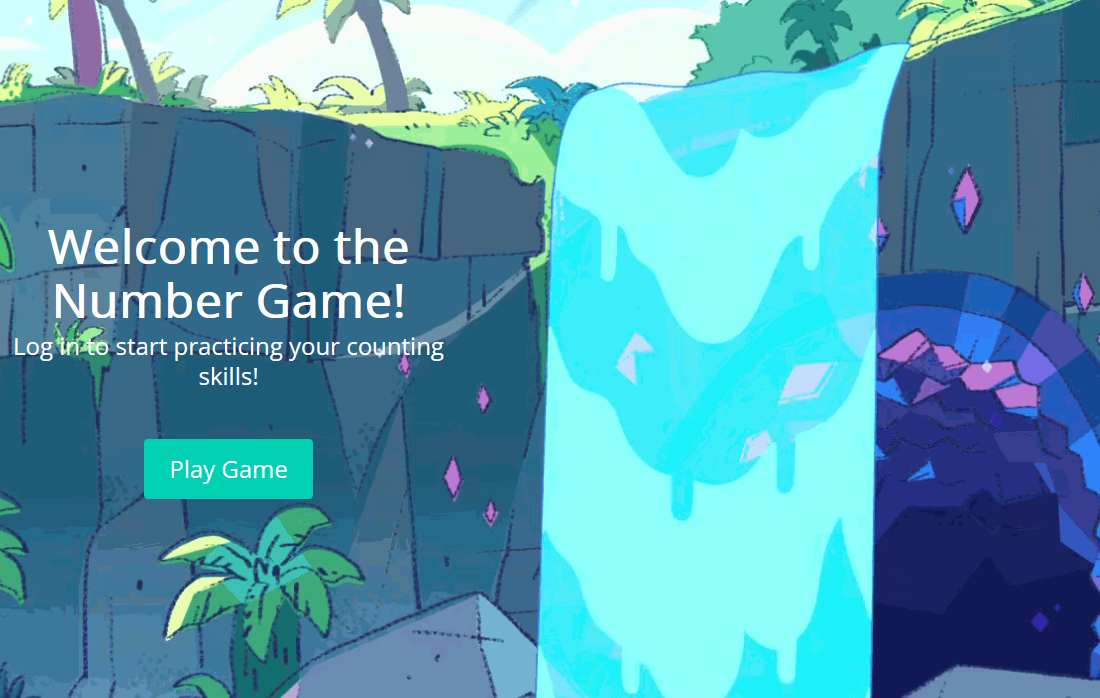 Welcome to the
Number Game!
Log in to start practicing your counting
skills!
Play Game